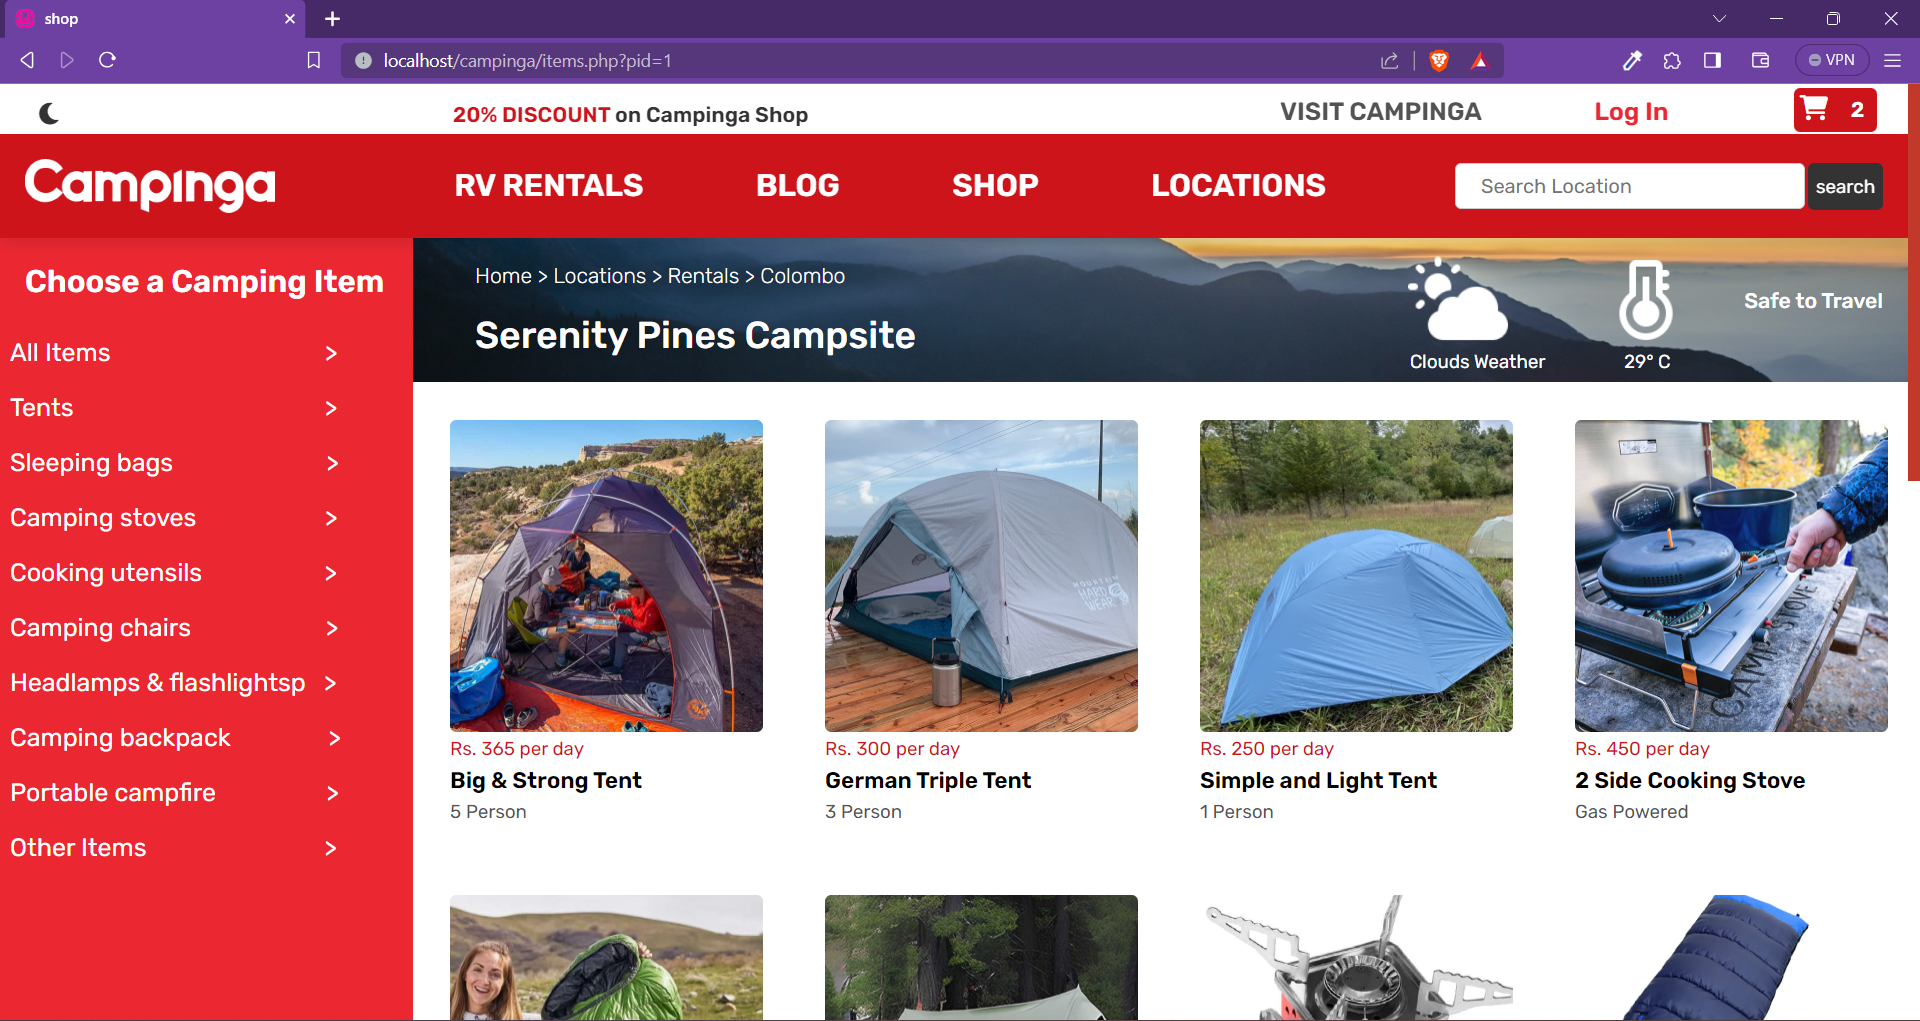 shop
localhost/campinga/items.php?pid=1
VPN
20% DISCOUNT on Campinga Shop
VISIT CAMPINGA
Log In
2
Campinga
RV RENTALS
BLOG
SHOP
LOCATIONS
Search Location
search
Choose a Camping Item
All Items >
Tents >
Sleeping bags >
Camping stoves >
Cooking utensils >
Camping chairs >
Headlamps & flashlightsp >
Camping backpack >
Portable campfire >
Other Items >
Home > Locations > Rentals > Colombo
Serenity Pines Campsite
Clouds Weather
29° C
Safe to Travel
MOUNTAIN
HARD
WEAR
Rs. 365 per day
Big & Strong Tent
5 Person
Rs. 300 per day
German Triple Tent
3 Person
Rs. 250 per day
Simple and Light Tent
1 Person
Rs. 450 per day
2 Side Cooking Stove
Gas Powered